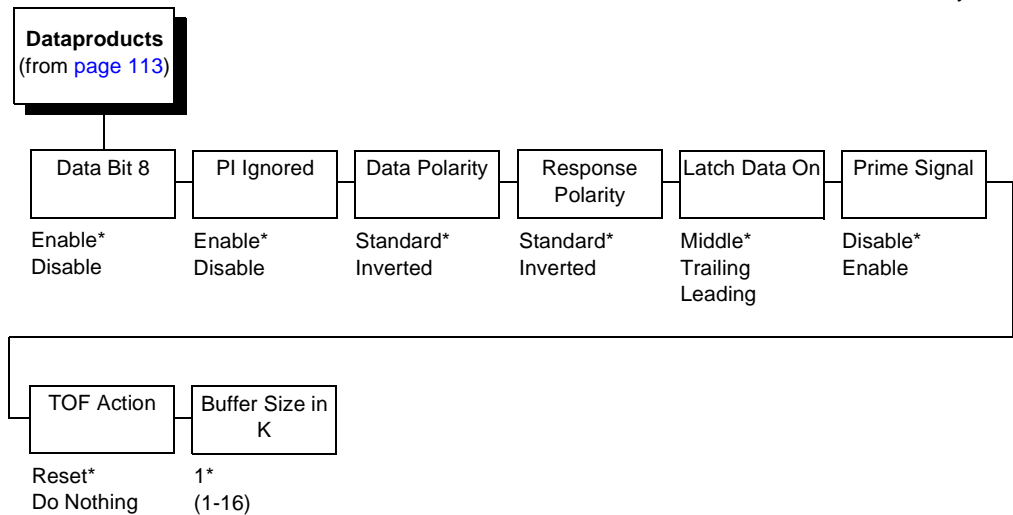 Dataproducts
(from page 113)
Data Bit 8
Enable*
Disable
PI Ignored
Enable*
Disable
Data Polarity
Standard*
Inverted
Response
Polarity
Standard*
Inverted
Latch Data On
Middle*
Trailing
Leading
Prime Signal
Disable*
Enable
TOF Action
Reset*
Do Nothing
Buffer Size in
K
1*
(1-16)